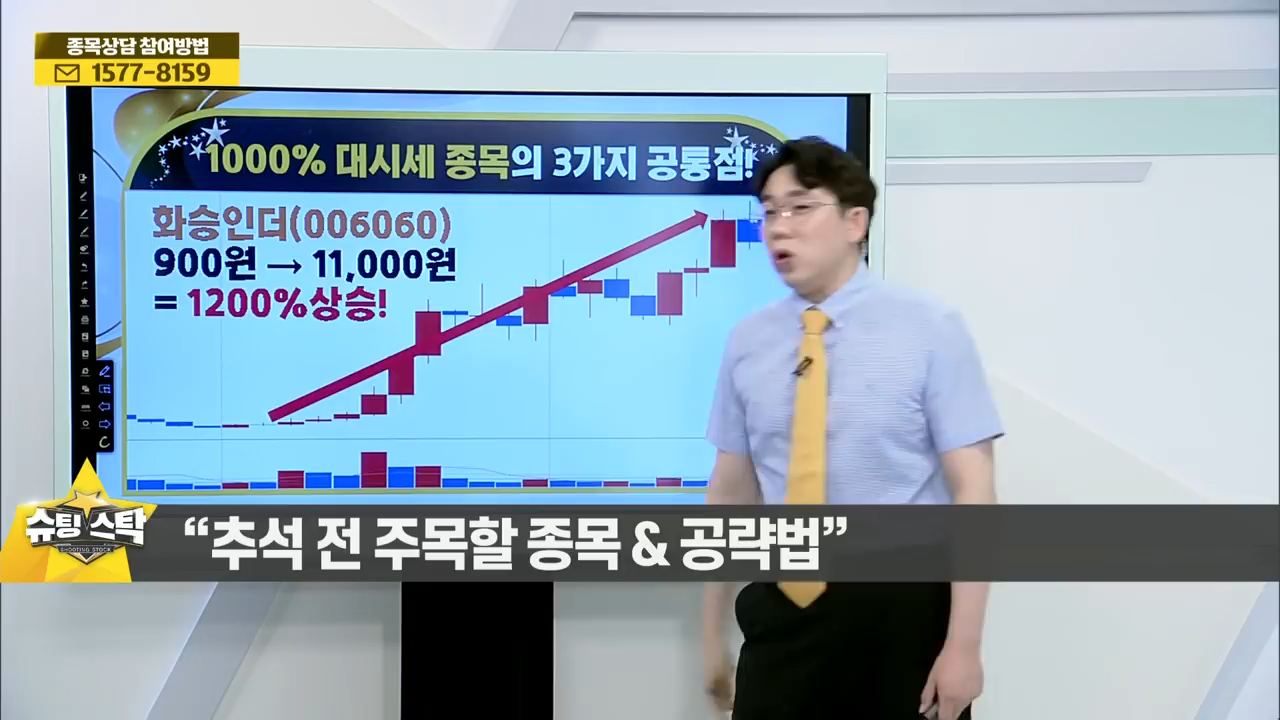 종목상담 참여방법
1577-8159
1000% 대시세 종목의 3가지 공통점!
화승인더(006060)
900원 → 11,000원
= 1200%상승!
슈팅 스탁
SHOOTING STOCK
“추석 전 주목할 종목 & 공략법”